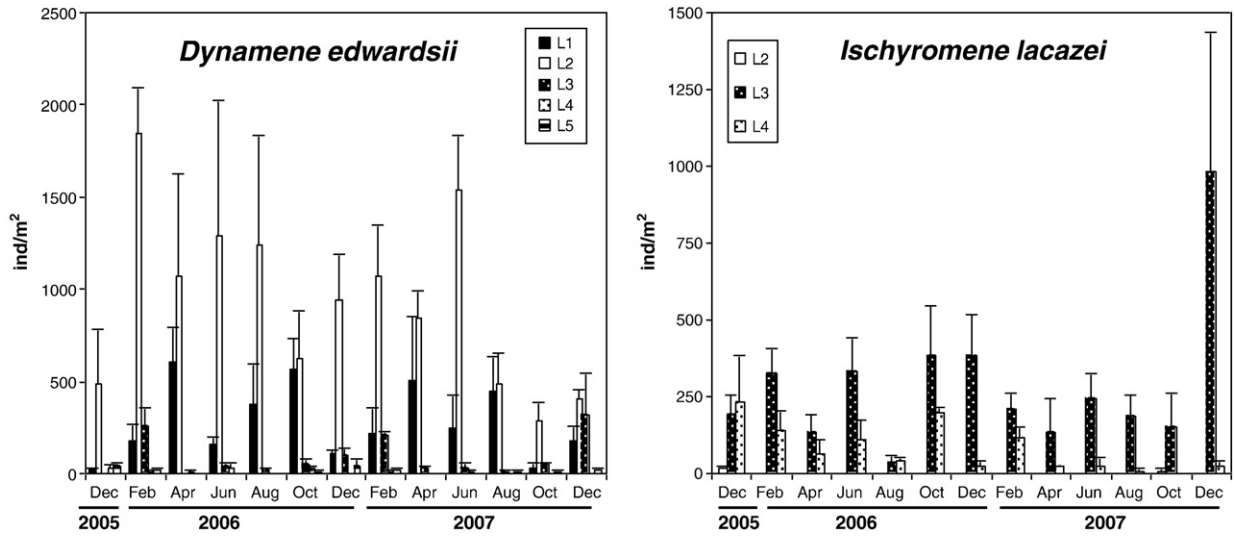 Dynamene edwardsii
L1
L2
L3
L4
L5
2500
2000
1500
1000
500
0
ind/m²
Dec Feb Apr Jun Aug Oct Dec Feb Apr Jun Aug Oct Dec
2005 2006 2007
Ischyromene lacazei
L2
L3
L4
1500
1250
1000
750
500
250
0
ind/m²
Dec Feb Apr Jun Aug Oct Dec Feb Apr Jun Aug Oct Dec
2005 2006 2007